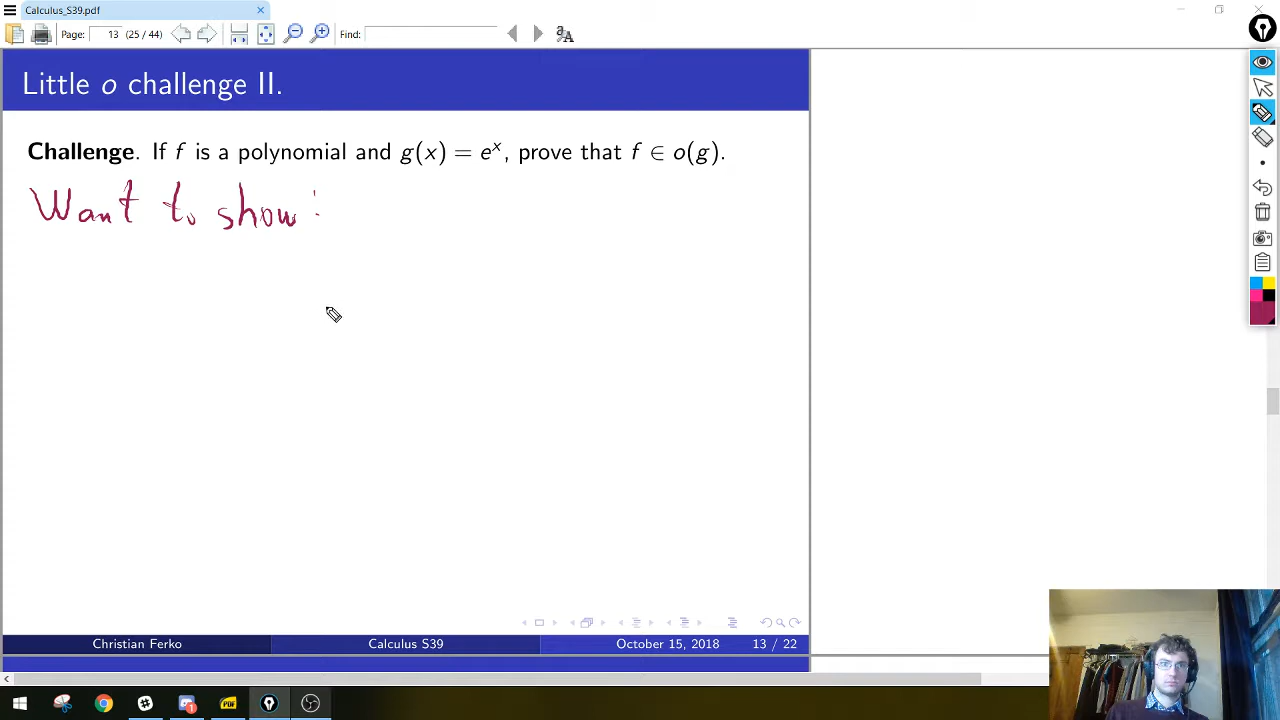 Calculus_S39.pdf
Page: 13 (25 / 44) Find:
Little o challenge II.
Challenge. If f is a polynomial and g(x) = eˣ, prove that f ∈ o(g).
Want to show:
Christian Ferko Calculus S39 October 15, 2018 13 / 22